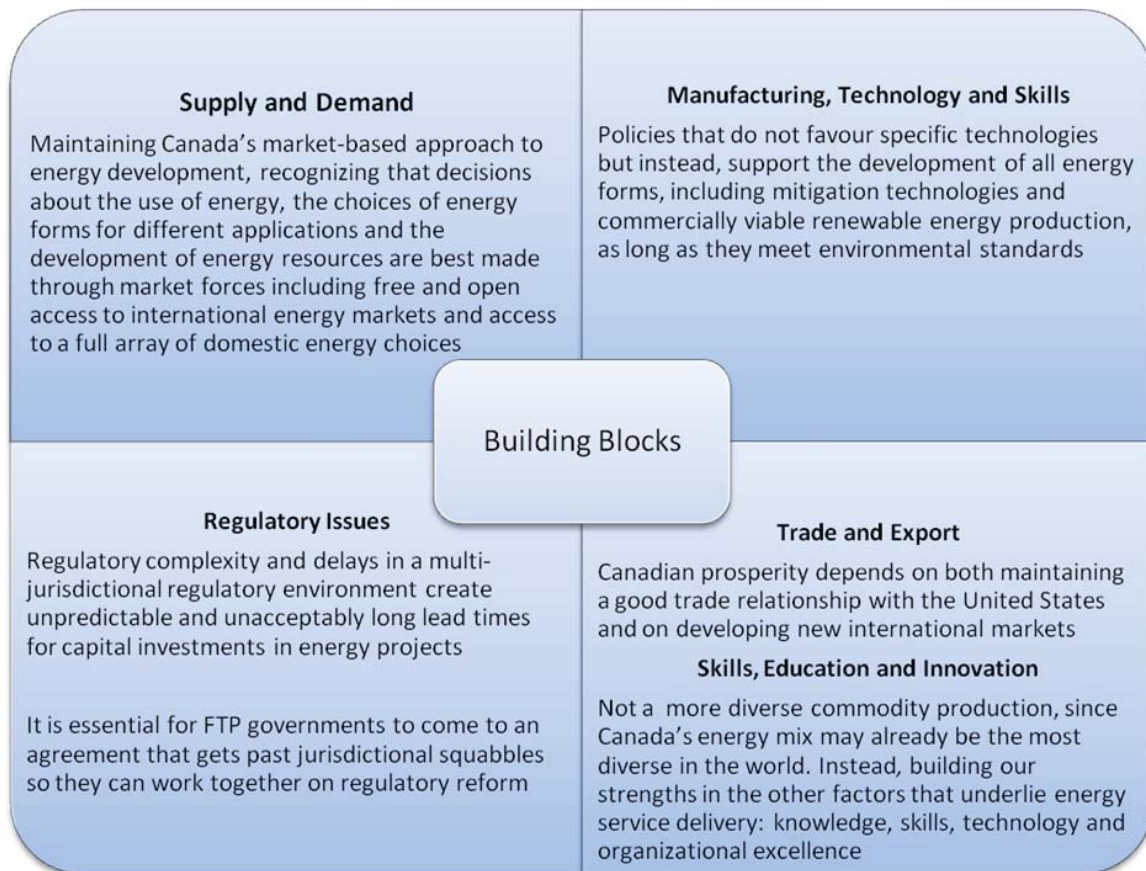 Supply and Demand
Maintaining Canada's market-based approach to
energy development, recognizing that decisions
about the use of energy, the choices of energy
forms for different applications and the
development of energy resources are best made
through market forces including free and open
access to international energy markets and access
to a full array of domestic energy choices
Manufacturing, Technology and Skills
Policies that do not favour specific technologies
but instead, support the development of all energy
forms, including mitigation technologies and
commercially viable renewable energy production,
as long as they meet environmental standards
Building Blocks
Regulatory Issues
Regulatory complexity and delays in a multi-
jurisdictional regulatory environment create
unpredictable and unacceptably long lead times
for capital investments in energy projects
It is essential for FTP governments to come to an
agreement that gets past jurisdictional squabbles
so they can work together on regulatory reform
Trade and Export
Canadian prosperity depends on both maintaining
a good trade relationship with the United States
and on developing new international markets
Skills, Education and Innovation
Not a more diverse commodity production, since
Canada's energy mix may already be the most
diverse in the world. Instead, building our
strengths in the other factors that underlie energy
service delivery: knowledge, skills, technology and
organizational excellence